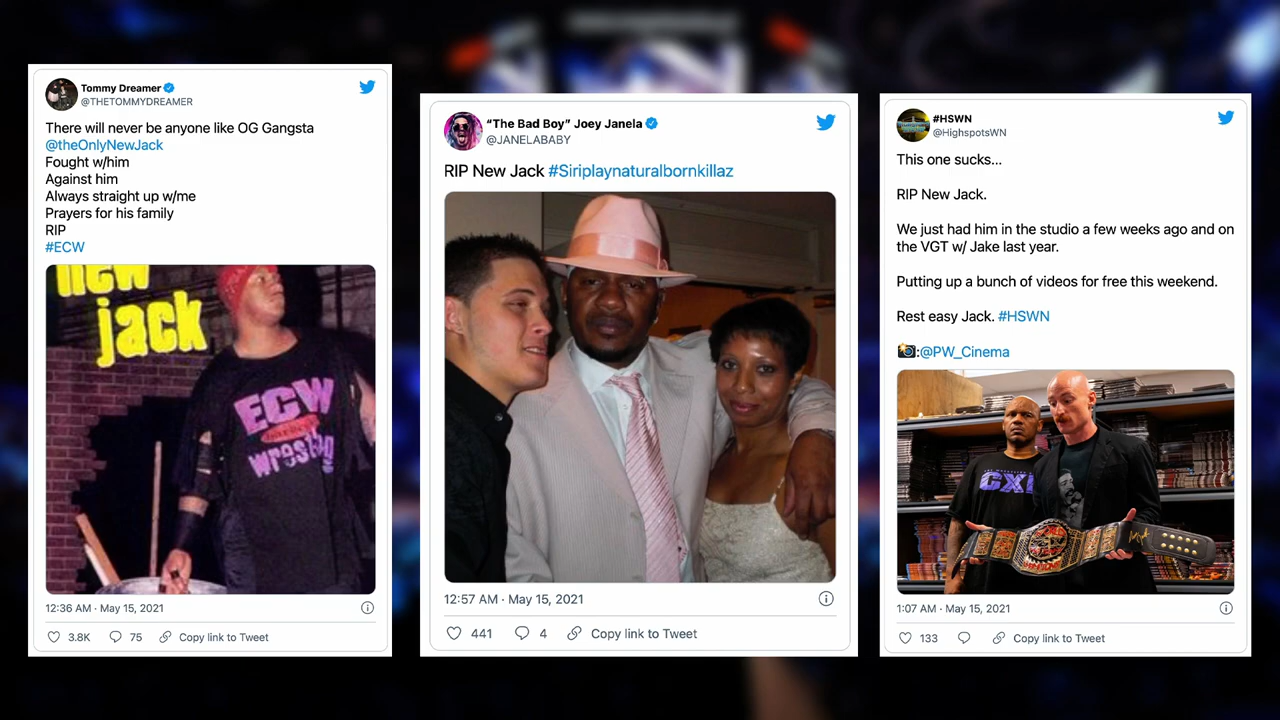 Tommy Dreamer
@THETOMMYDREAMER
There will never be anyone like OG Gangsta
@theOnlyNewJack
Fought w/him
Against him
Always straight up w/me
Prayers for his family
RIP
#ECW
new
jack
ECW
wrestling
12:36 AM · May 15, 2021
3.8K
75
Copy link to Tweet
“The Bad Boy” Joey Janela
@JANELABABY
RIP New Jack #Siriplaynaturalbornkillaz
12:57 AM · May 15, 2021
441
4
Copy link to Tweet
#HSWN
@HighspotsWN
This one sucks...
RIP New Jack.
We just had him in the studio a few weeks ago and on
the VGT w/ Jake last year.
Putting up a bunch of videos for free this weekend.
Rest easy Jack. #HSWN
:@PW_Cinema
1:07 AM · May 15, 2021
133
Copy link to Tweet